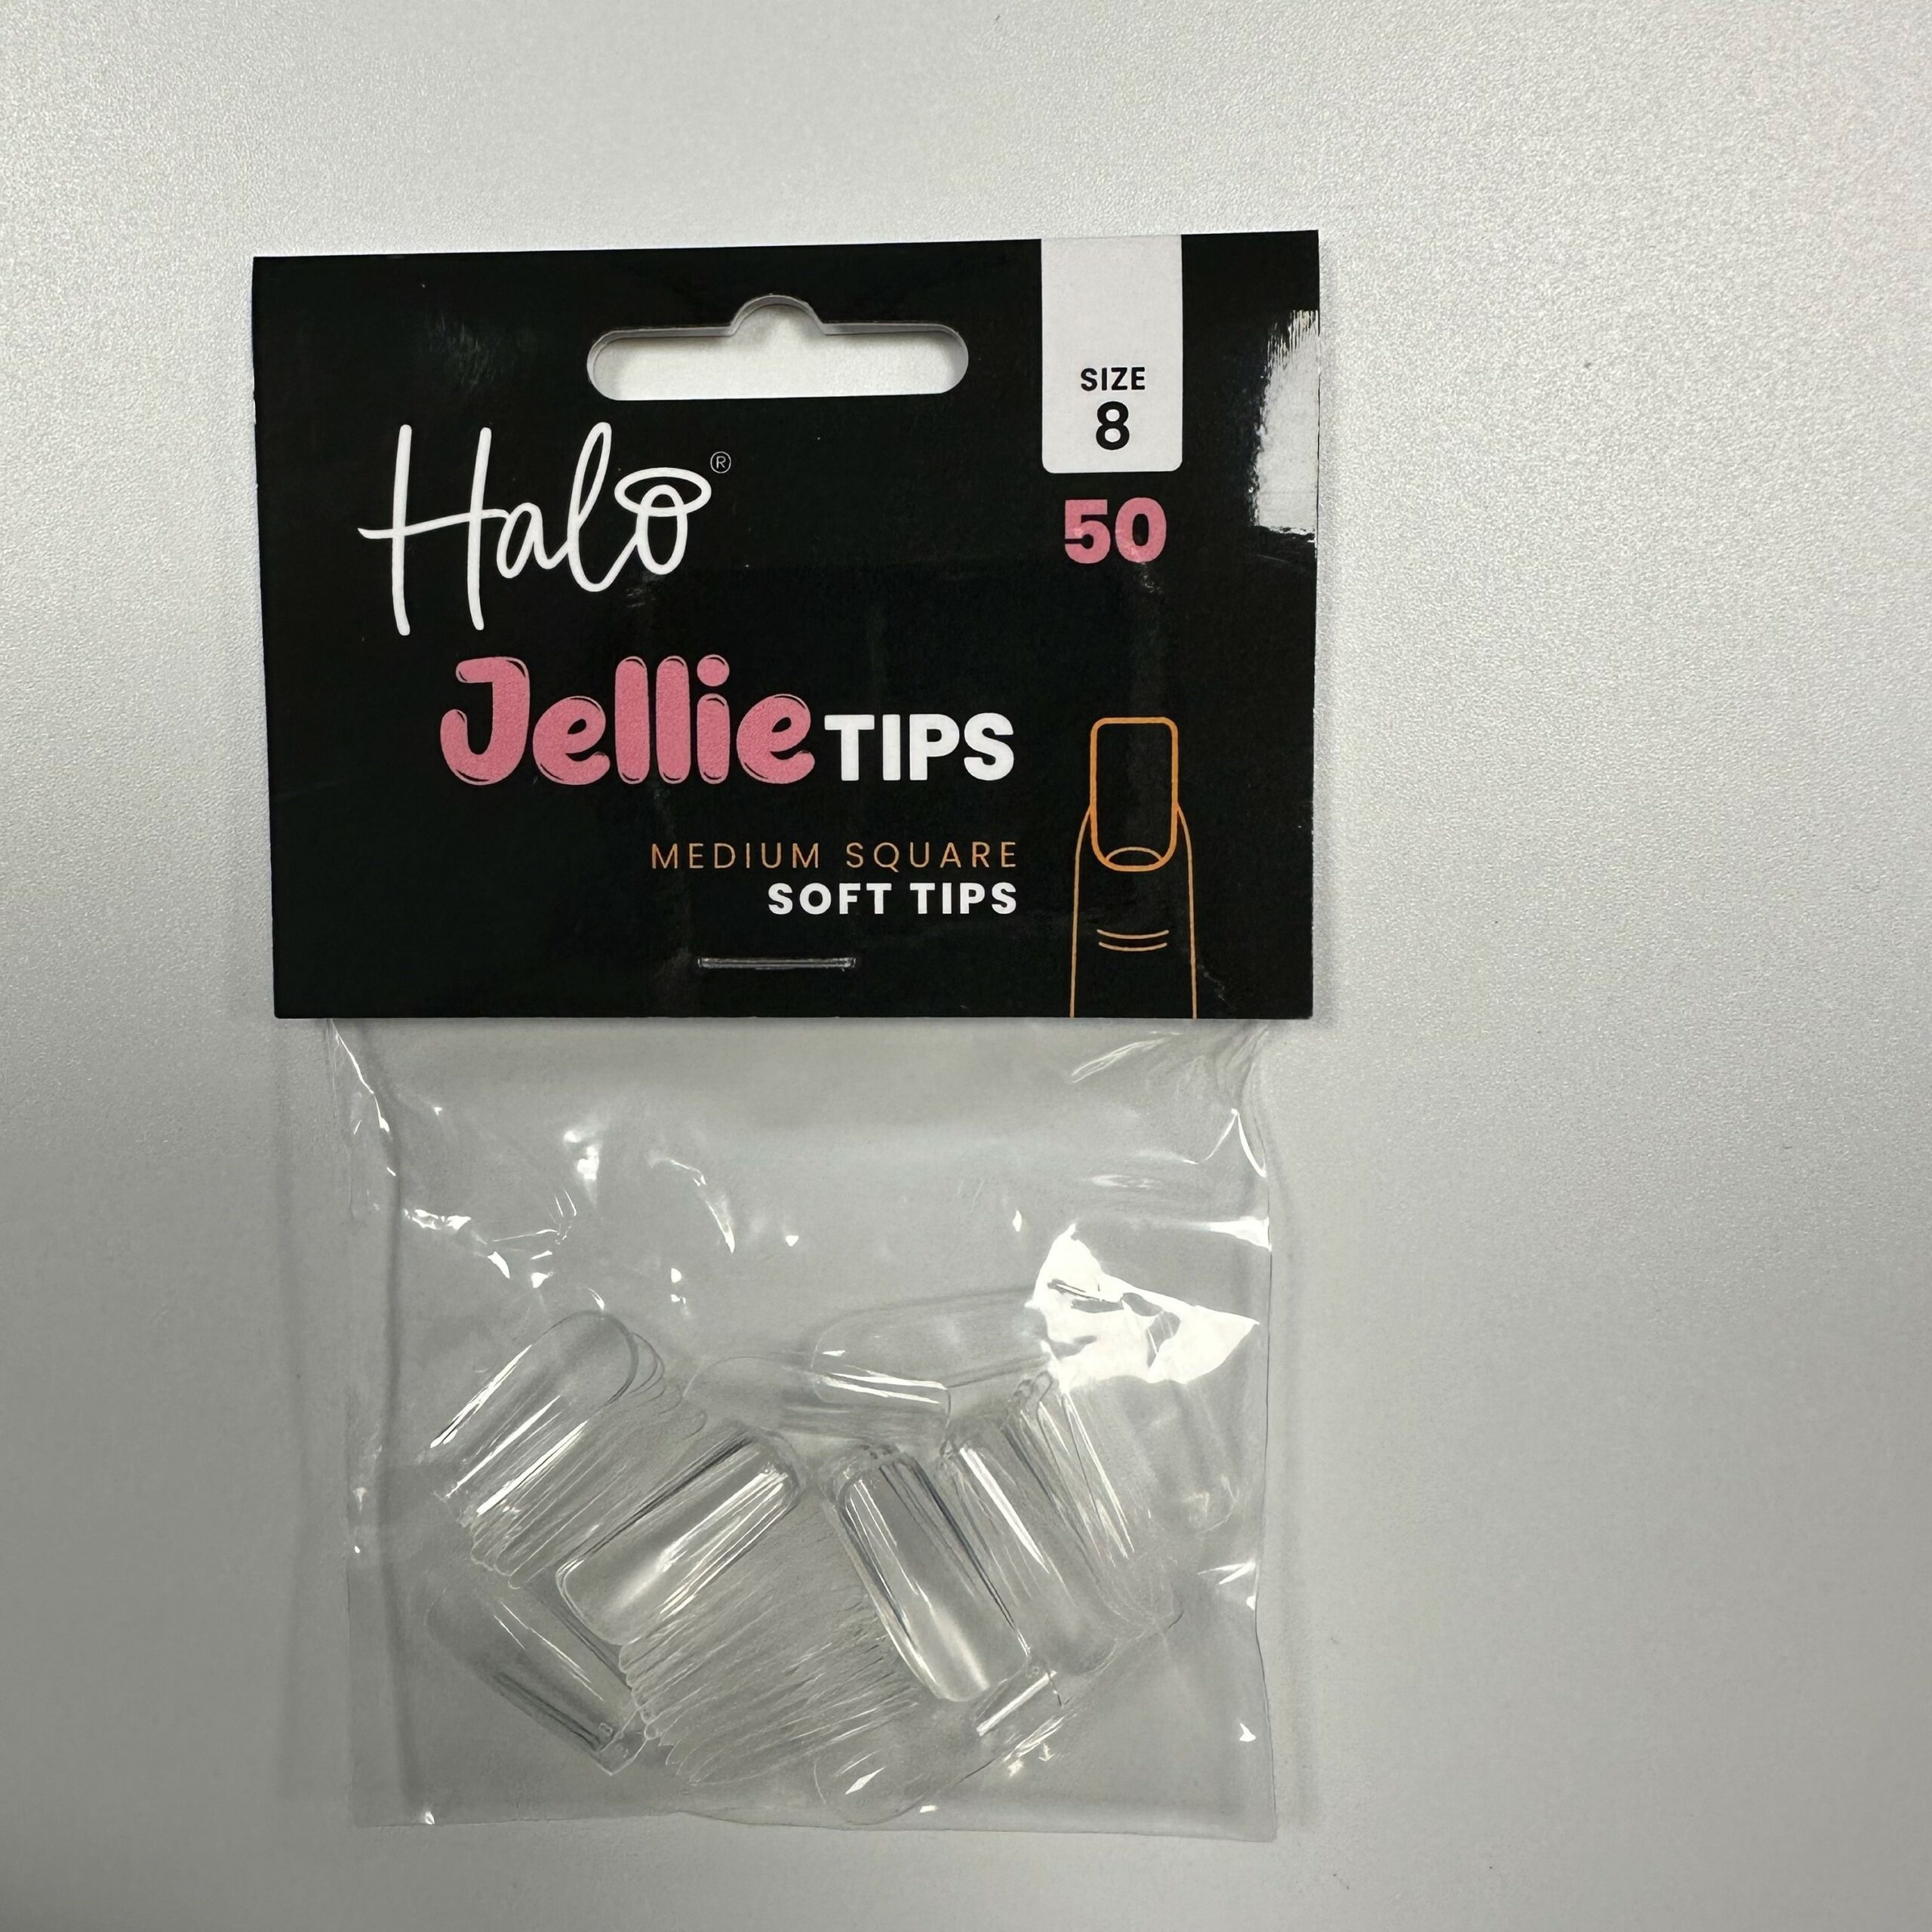 SIZE
8
Halo®
50
Jellie TIPS
MEDIUM SQUARE
SOFT TIPS